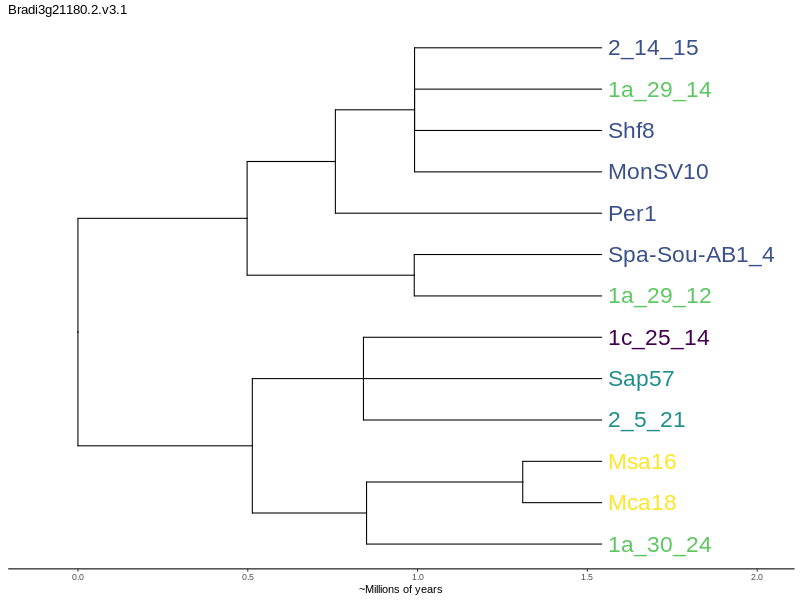 Bradi3g21180.2.v3.1
2_14_15
1a_29_14
Shf8
MonSV10
Per1
Spa-Sou-AB1_4
1a_29_12
1c_25_14
Sap57
2_5_21
Msa16
Mca18
1a_30_24
0.0 0.5 1.0 1.5 2.0
~Millions of years